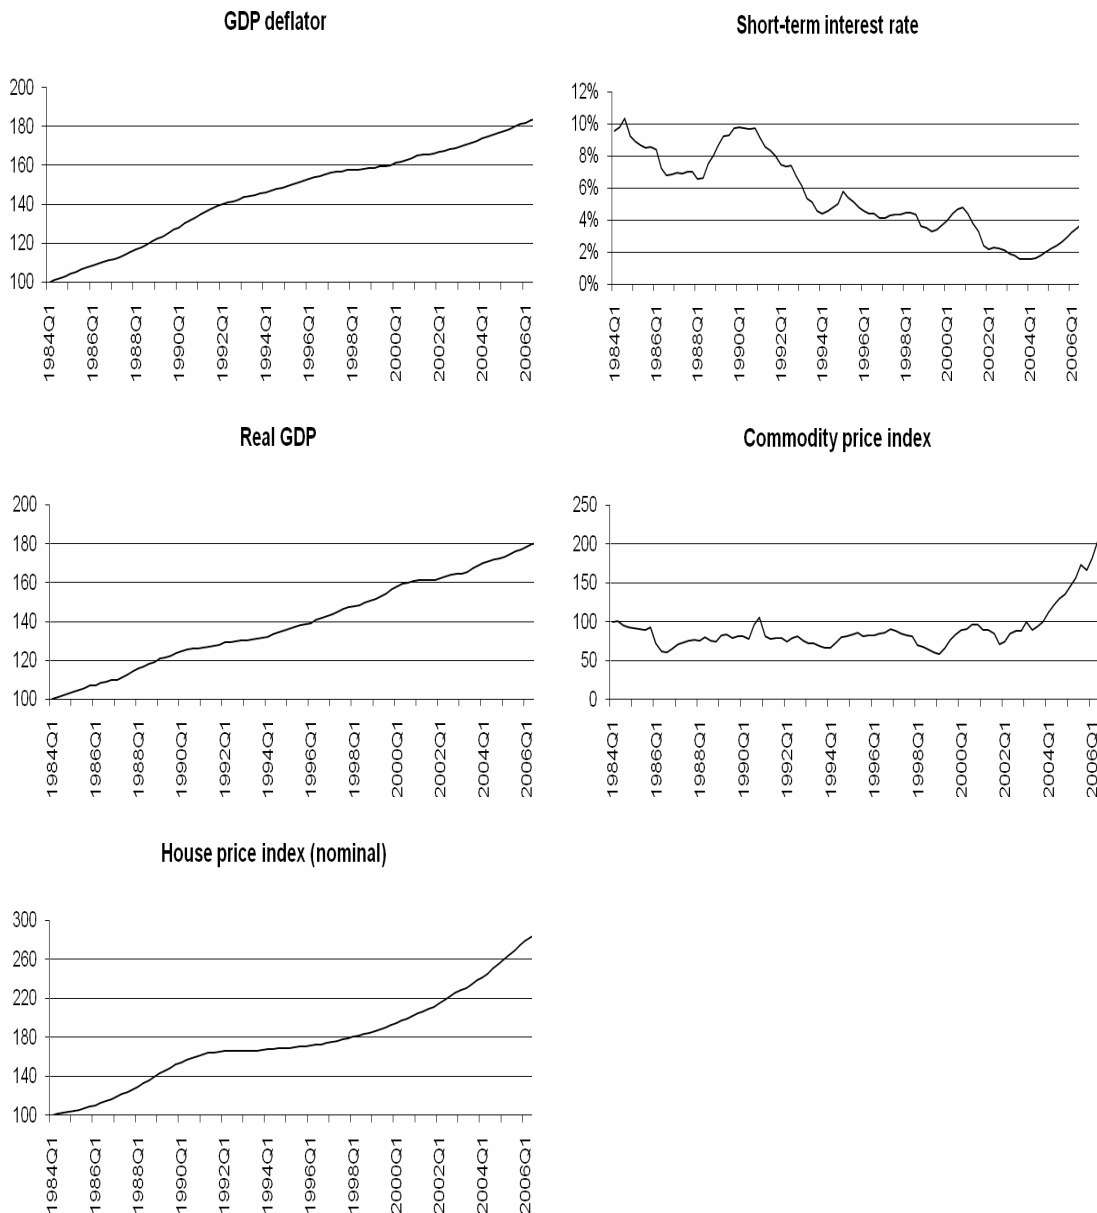 GDP deflator
200
180
160
140
120
100
1984Q1
1986Q1
1988Q1
1990Q1
1992Q1
1994Q1
1996Q1
1998Q1
2000Q1
2002Q1
2004Q1
2006Q1
Short-term interest rate
12%
10%
8%
6%
4%
2%
0%
1984Q1
1986Q1
1988Q1
1990Q1
1992Q1
1994Q1
1996Q1
1998Q1
2000Q1
2002Q1
2004Q1
2006Q1
Real GDP
200
180
160
140
120
100
1984Q1
1986Q1
1988Q1
1990Q1
1992Q1
1994Q1
1996Q1
1998Q1
2000Q1
2002Q1
2004Q1
2006Q1
Commodity price index
250
200
150
100
50
0
1984Q1
1986Q1
1988Q1
1990Q1
1992Q1
1994Q1
1996Q1
1998Q1
2000Q1
2002Q1
2004Q1
2006Q1
House price index (nominal)
300
260
220
180
140
100
1984Q1
1986Q1
1988Q1
1990Q1
1992Q1
1994Q1
1996Q1
1998Q1
2000Q1
2002Q1
2004Q1
2006Q1